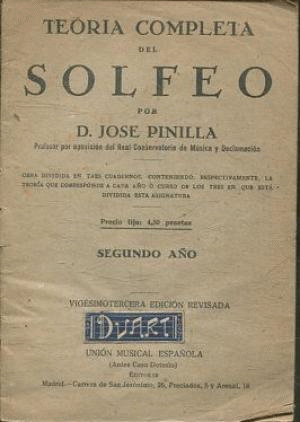 TEORIA COMPLETA
DEL
SOLFEO
POR
D. JOSE PINILLA
Profesor por oposición del Real Conservatorio de Música y Declamación
OBRA DIVIDIDA EN TRES CUADERNOS, CONTENIENDO, RESPECTIVAMENTE, LA
TEORÍA QUE CORRESPONDE A CADA AÑO Ó CURSO DE LOS TRES EN QUE ESTÁ
DIVIDIDA ESTA ASIGNATURA
Precio fijo: 4,50 pesetas
SEGUNDO AÑO
VIGÉSIMOTERCERA EDICIÓN REVISADA
DUART
UNIÓN MUSICAL ESPAÑOLA
(Antes Casa Dotesio)
EDITORES
Madrid.—Carrera de San Jerónimo, 26, Preciados, 5 y Arenal, 18